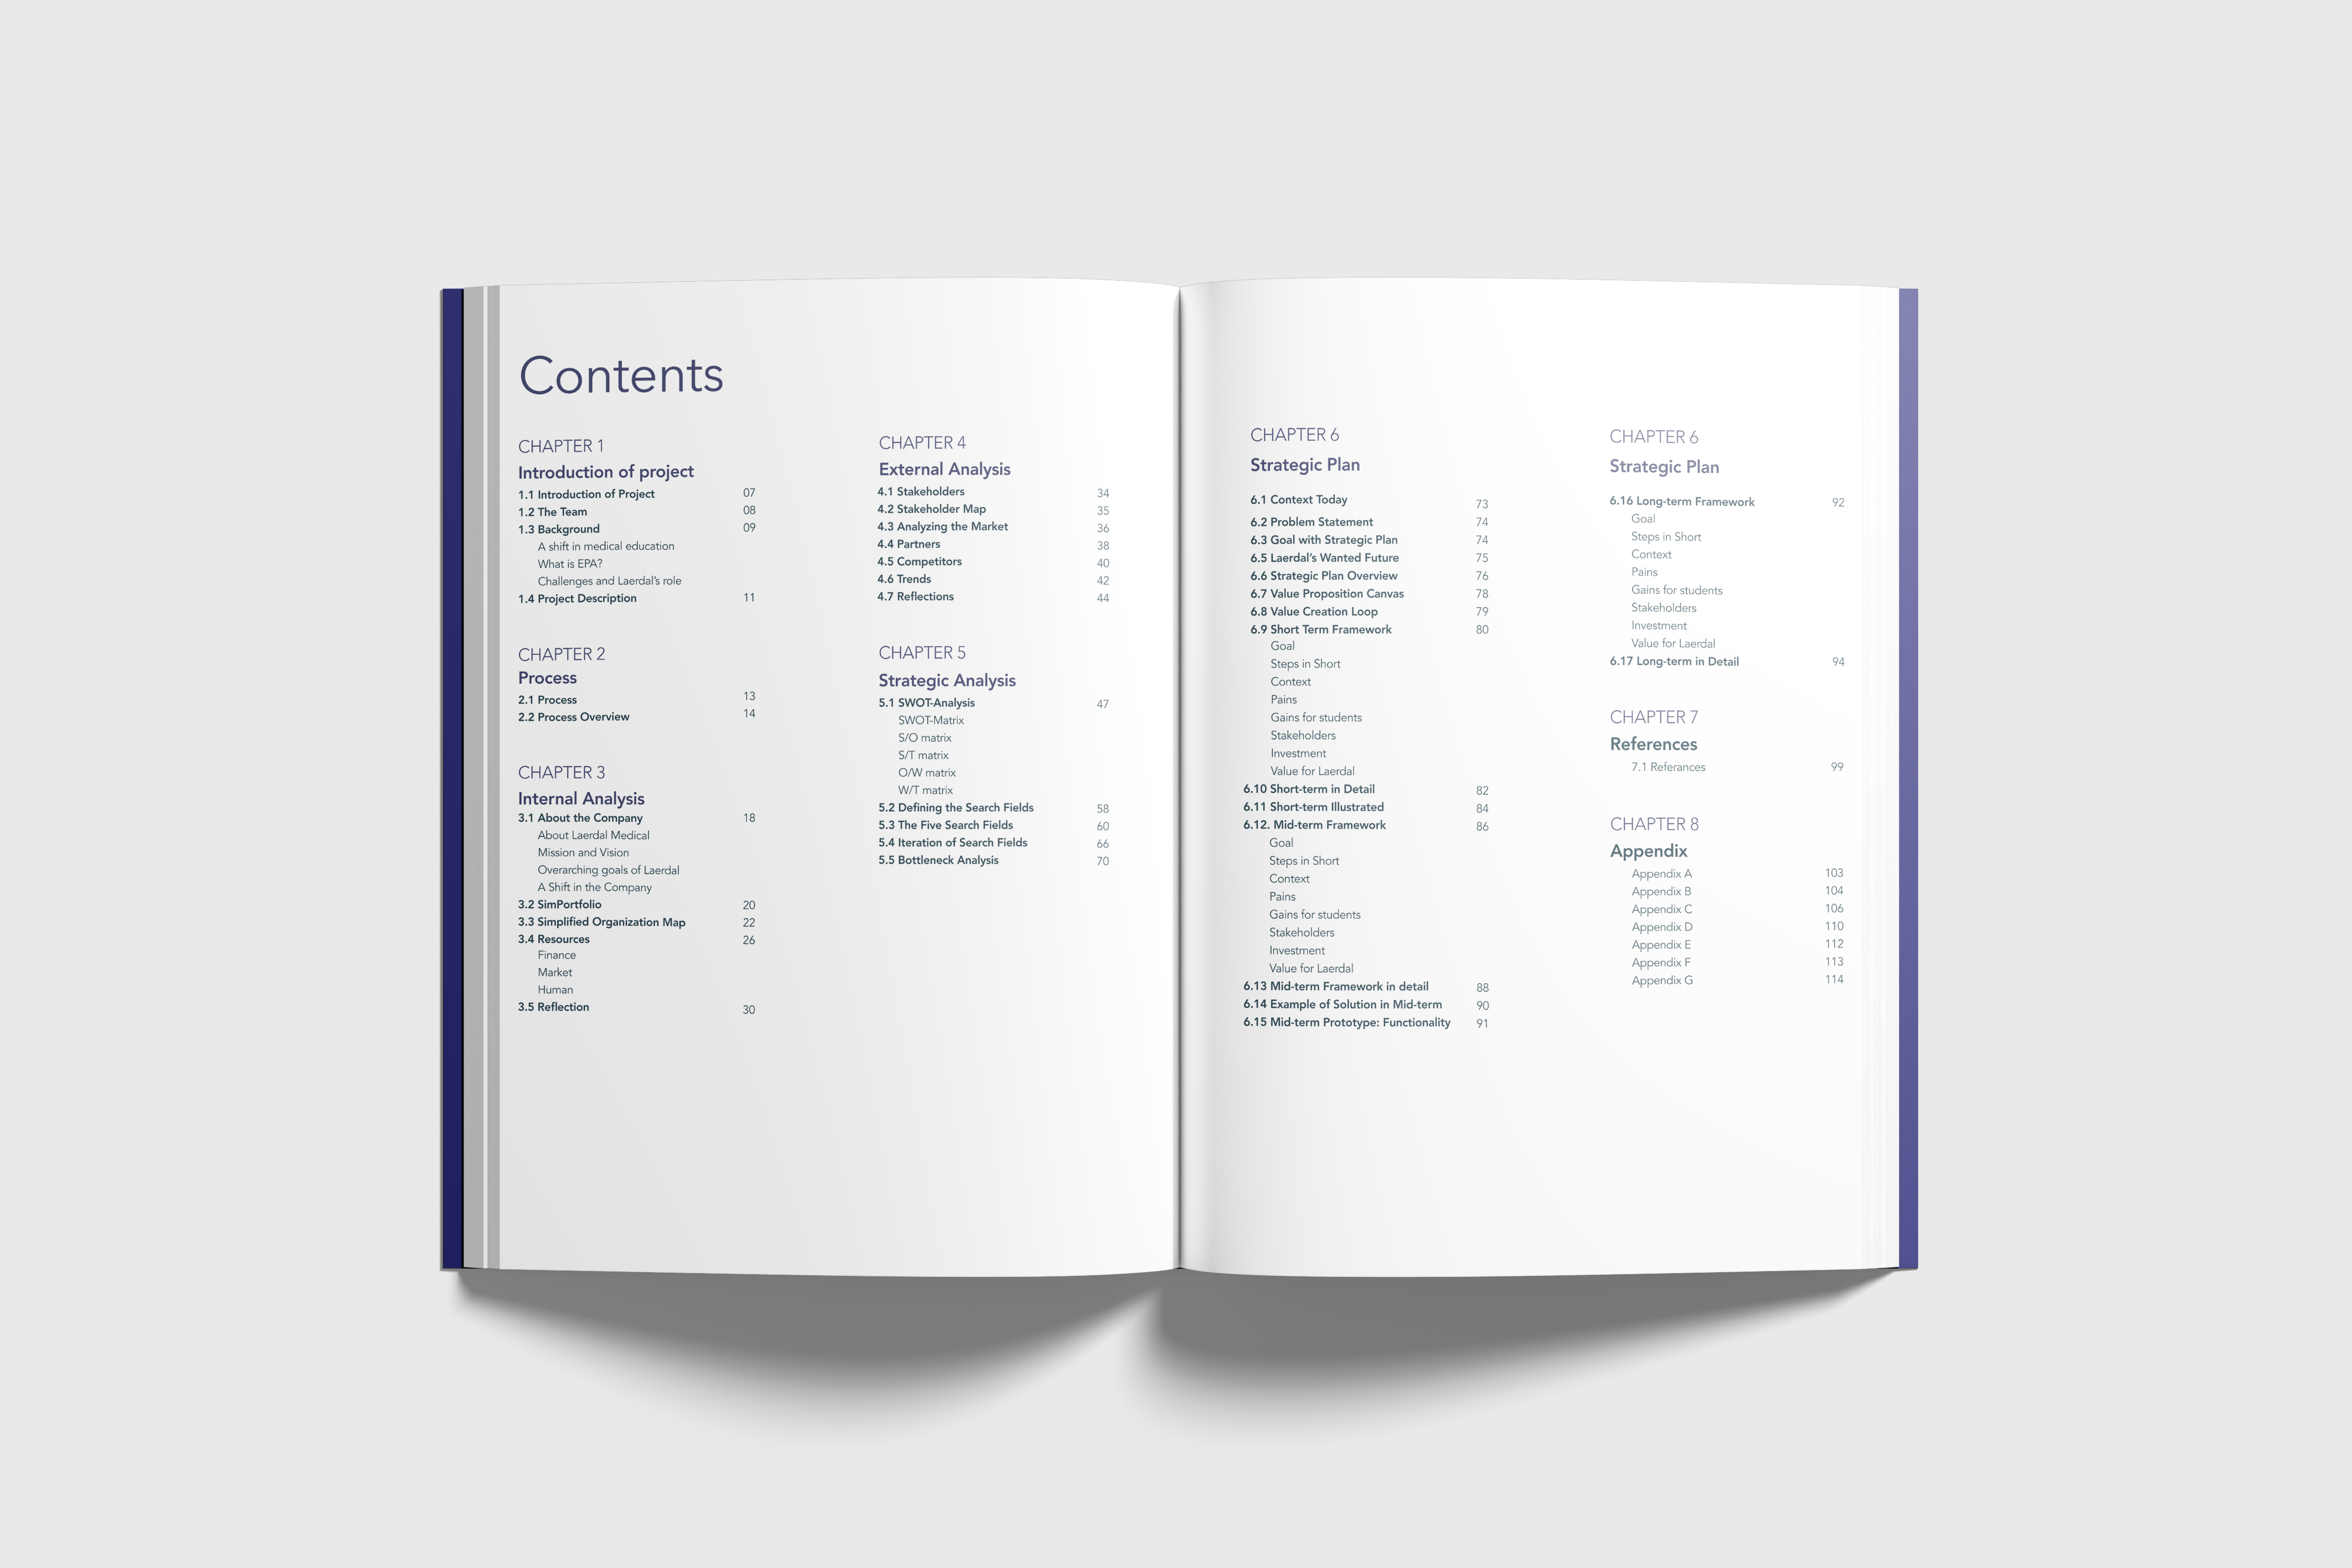 Contents
CHAPTER 1
Introduction of project
1.1 Introduction of Project 07
1.2 The Team 08
1.3 Background 09
A shift in medical education
What is EPA?
Challenges and Laerdal's role
1.4 Project Description 11
CHAPTER 2
Process
2.1 Process 13
2.2 Process Overview 14
CHAPTER 3
Internal Analysis
3.1 About the Company 18
About Laerdal Medical
Mission and Vision
Overarching goals of Laerdal
A Shift in the Company
3.2 SimPortfolio 20
3.3 Simplified Organization Map 22
3.4 Resources 26
Finance
Market
Human
3.5 Reflection 30
CHAPTER 4
External Analysis
4.1 Stakeholders 34
4.2 Stakeholder Map 35
4.3 Analyzing the Market 36
4.4 Partners 38
4.5 Competitors 40
4.6 Trends 42
4.7 Reflections 44
CHAPTER 5
Strategic Analysis
5.1 SWOT-Analysis 47
SWOT-Matrix
S/O matrix
S/T matrix
O/W matrix
W/T matrix
5.2 Defining the Search Fields 58
5.3 The Five Search Fields 60
5.4 Iteration of Search Fields 66
5.5 Bottleneck Analysis 70
CHAPTER 6
Strategic Plan
6.1 Context Today 73
6.2 Problem Statement 74
6.3 Goal with Strategic Plan 74
6.5 Laerdal's Wanted Future 75
6.6 Strategic Plan Overview 76
6.7 Value Proposition Canvas 78
6.8 Value Creation Loop 79
6.9 Short Term Framework 80
Goal
Steps in Short
Context
Pains
Gains for students
Stakeholders
Investment
Value for Laerdal
6.10 Short-term in Detail 82
6.11 Short-term Illustrated 84
6.12. Mid-term Framework 86
Goal
Steps in Short
Context
Pains
Gains for students
Stakeholders
Investment
Value for Laerdal
6.13 Mid-term Framework in detail 88
6.14 Example of Solution in Mid-term 90
6.15 Mid-term Prototype: Functionality 91
CHAPTER 6
Strategic Plan
6.16 Long-term Framework 92
Goal
Steps in Short
Context
Pains
Gains for students
Stakeholders
Investment
Value for Laerdal
6.17 Long-term in Detail 94
CHAPTER 7
References
7.1 Referances 99
CHAPTER 8
Appendix
Appendix A 103
Appendix B 104
Appendix C 106
Appendix D 110
Appendix E 112
Appendix F 113
Appendix G 114